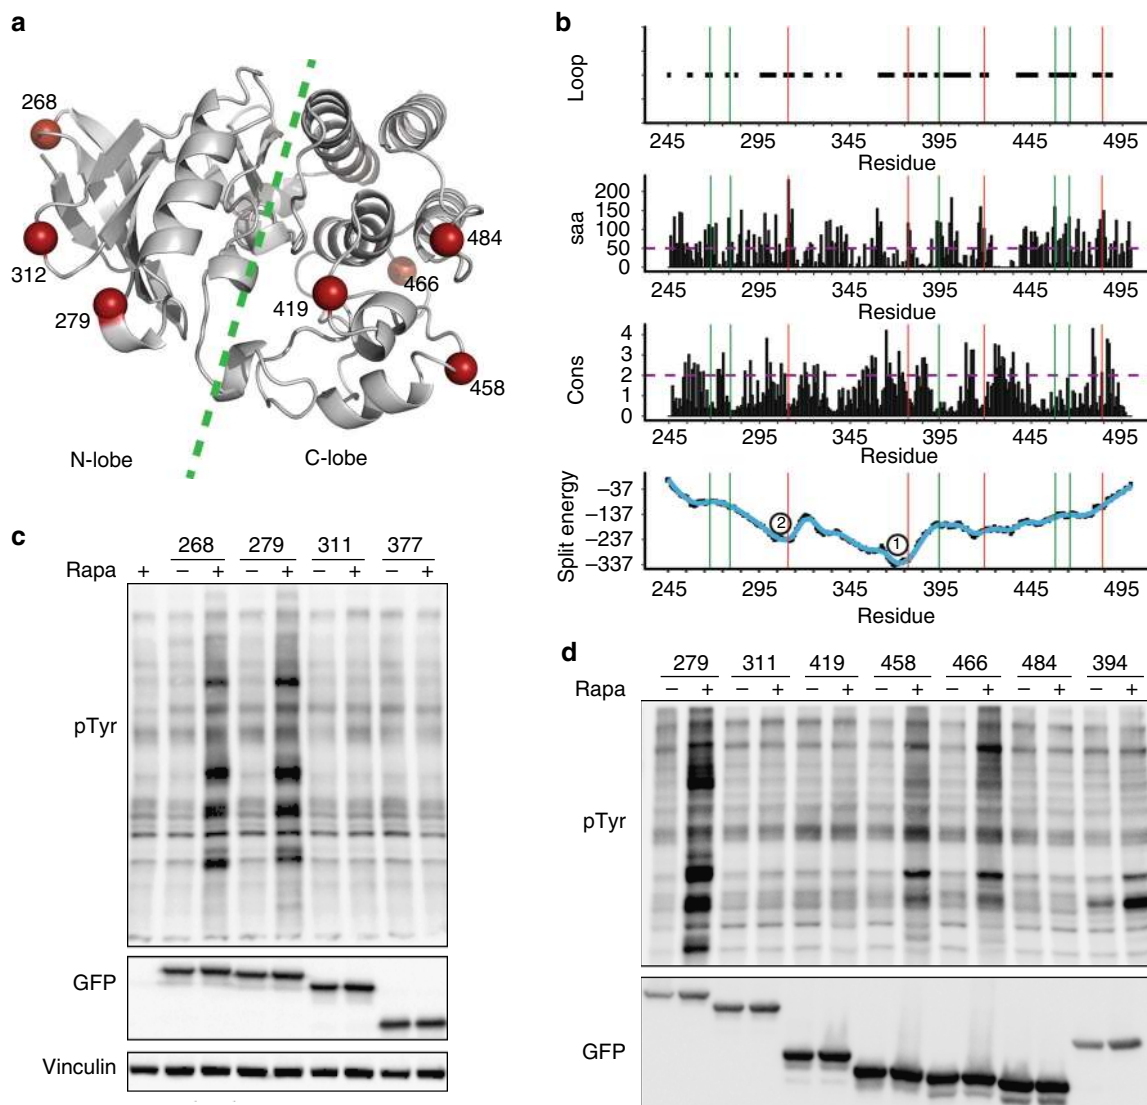 a
268
312
279
419
466
484
458
N-lobe
C-lobe
b
Loop
245 295 345 395 445 495
Residue
saa
200
150
100
50
0
245 295 345 395 445 495
Residue
Cons
4
3
2
1
0
245 295 345 395 445 495
Residue
Split energy
–37
–137
–237
–337
2
1
245 295 345 395 445 495
Residue
c
268 279 311 377
Rapa + – + – + – + – +
pTyr
GFP
Vinculin
d
279 311 419 458 466 484 394
Rapa – + – + – + – + – + – + – +
pTyr
GFP